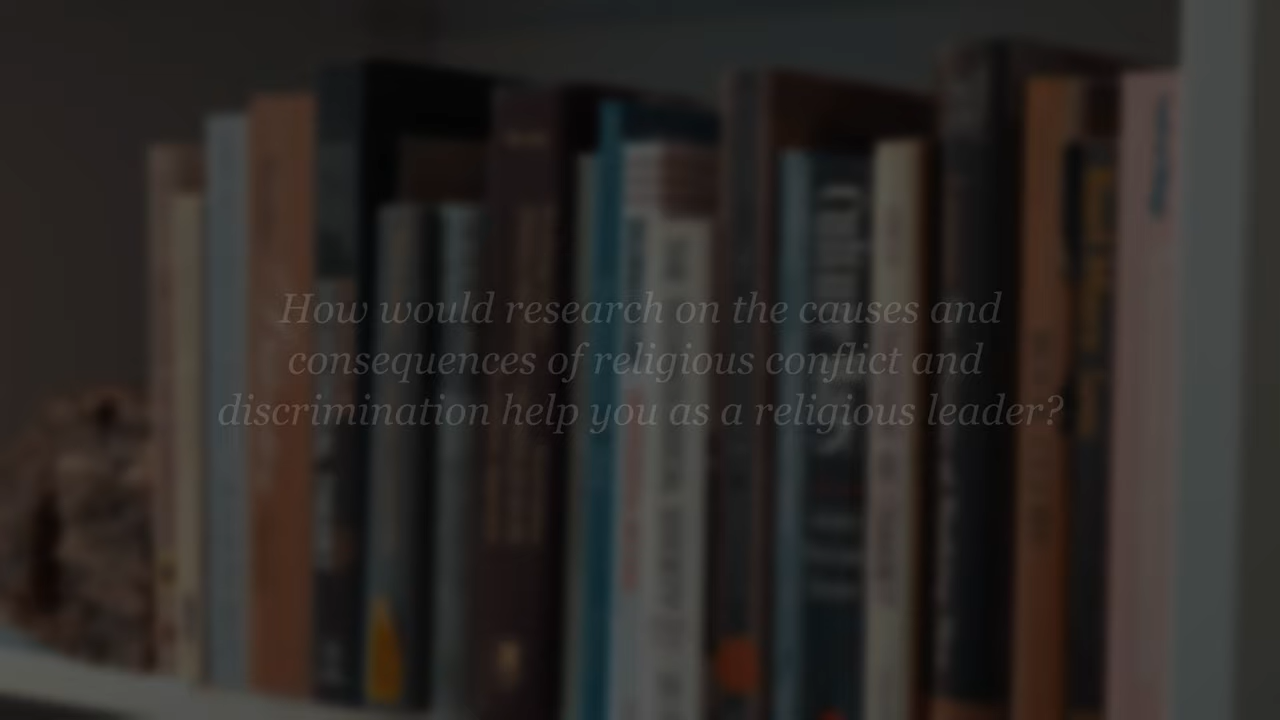 How would research on the causes and
consequences of religious conflict and
discrimination help you as a religious leader?